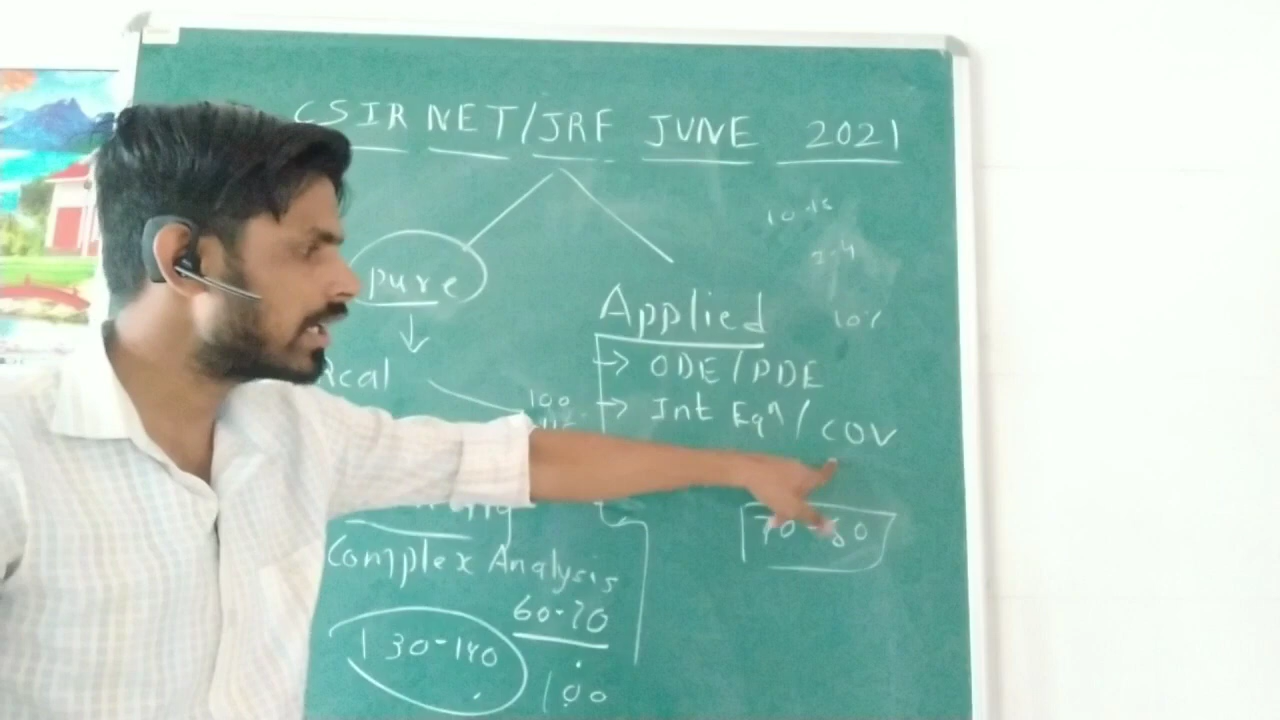 CSIR NET/JRF JUNE 2021
pure
Applied
Real
→ ODE/PDE
100
→ Int Eqⁿ/COV
70-80
Complex Analysis
60-70
130-140
100
10%